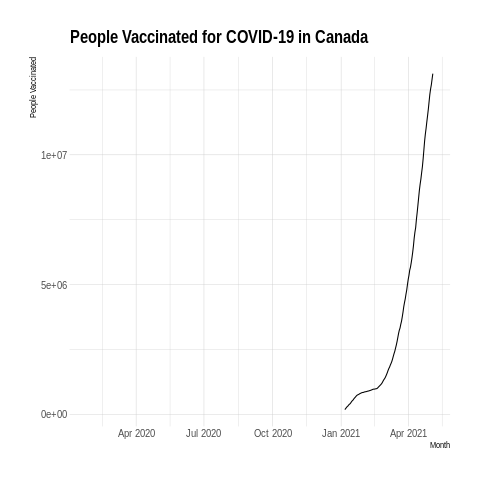 People Vaccinated for COVID-19 in Canada
People Vaccinated
1e+07
5e+06
0e+00
Apr 2020 Jul 2020 Oct 2020 Jan 2021 Apr 2021
Month